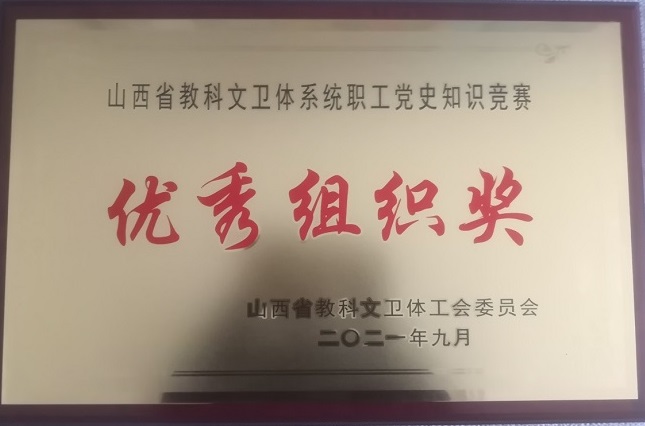 山西省教科文卫体系统职工党史知识竞赛
优秀组织奖
山西省教科文卫体工会委员会
二〇二一年九月